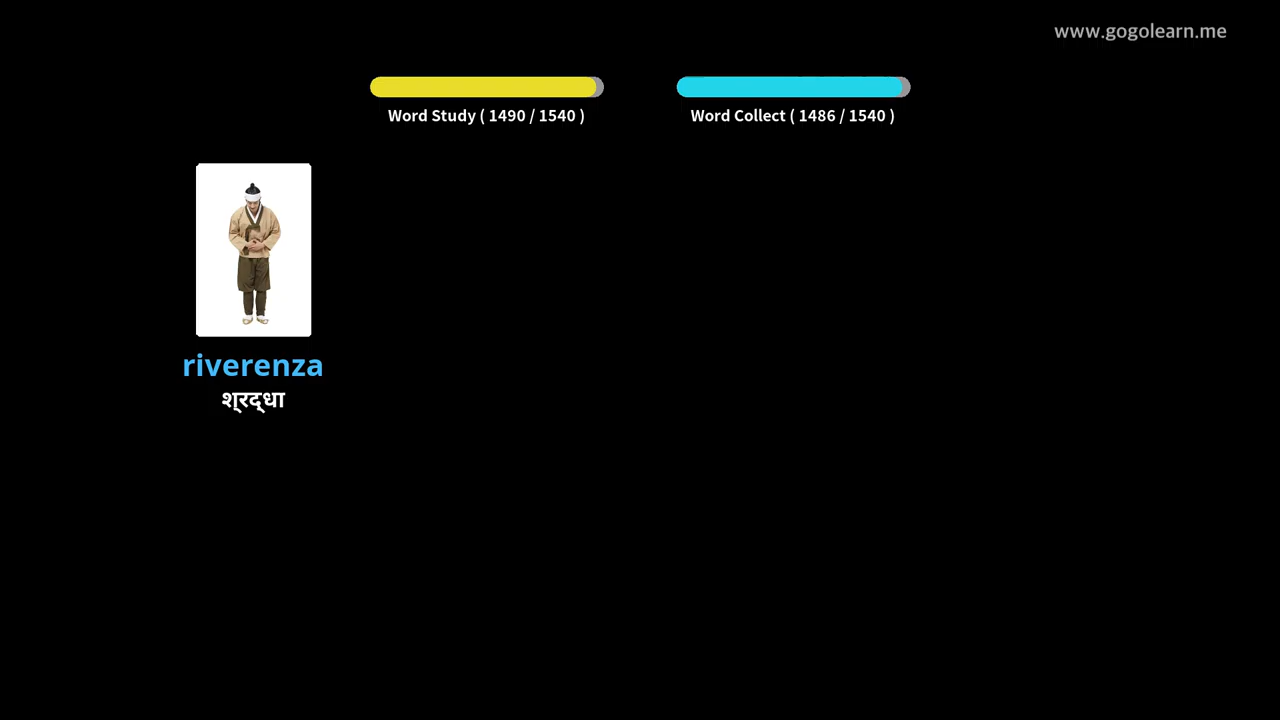 www.gogolearn.me
Word Study ( 1490 / 1540 )
Word Collect ( 1486 / 1540 )
riverenza
श्रद्धा